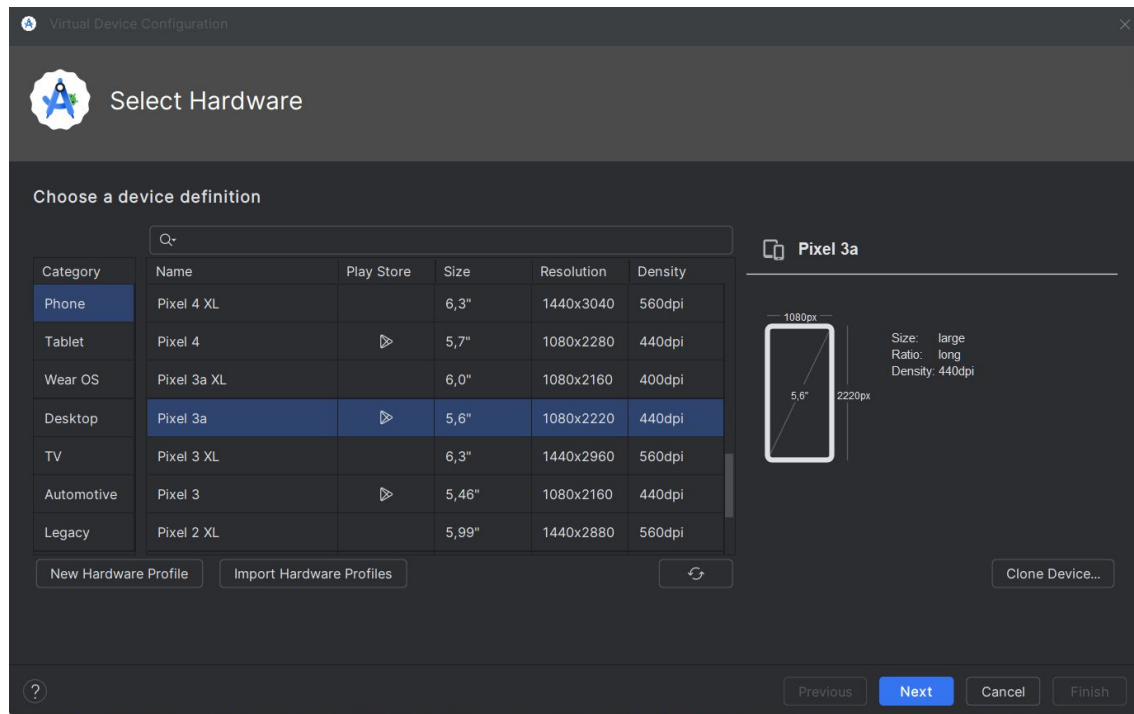 Virtual Device Configuration
Select Hardware
Choose a device definition
Category Name Play Store Size Resolution Density
Phone Pixel 4 XL 6,3" 1440x3040 560dpi
Tablet Pixel 4 5,7" 1080x2280 440dpi
Wear OS Pixel 3a XL 6,0" 1080x2160 400dpi
Desktop Pixel 3a 5,6" 1080x2220 440dpi
TV Pixel 3 XL 6,3" 1440x2960 560dpi
Automotive Pixel 3 5,46" 1080x2160 440dpi
Legacy Pixel 2 XL 5,99" 1440x2880 560dpi
New Hardware Profile Import Hardware Profiles
Pixel 3a
1080px
5,6" 2220px
Size: large
Ratio: long
Density: 440dpi
Clone Device...
? Previous Next Cancel Finish